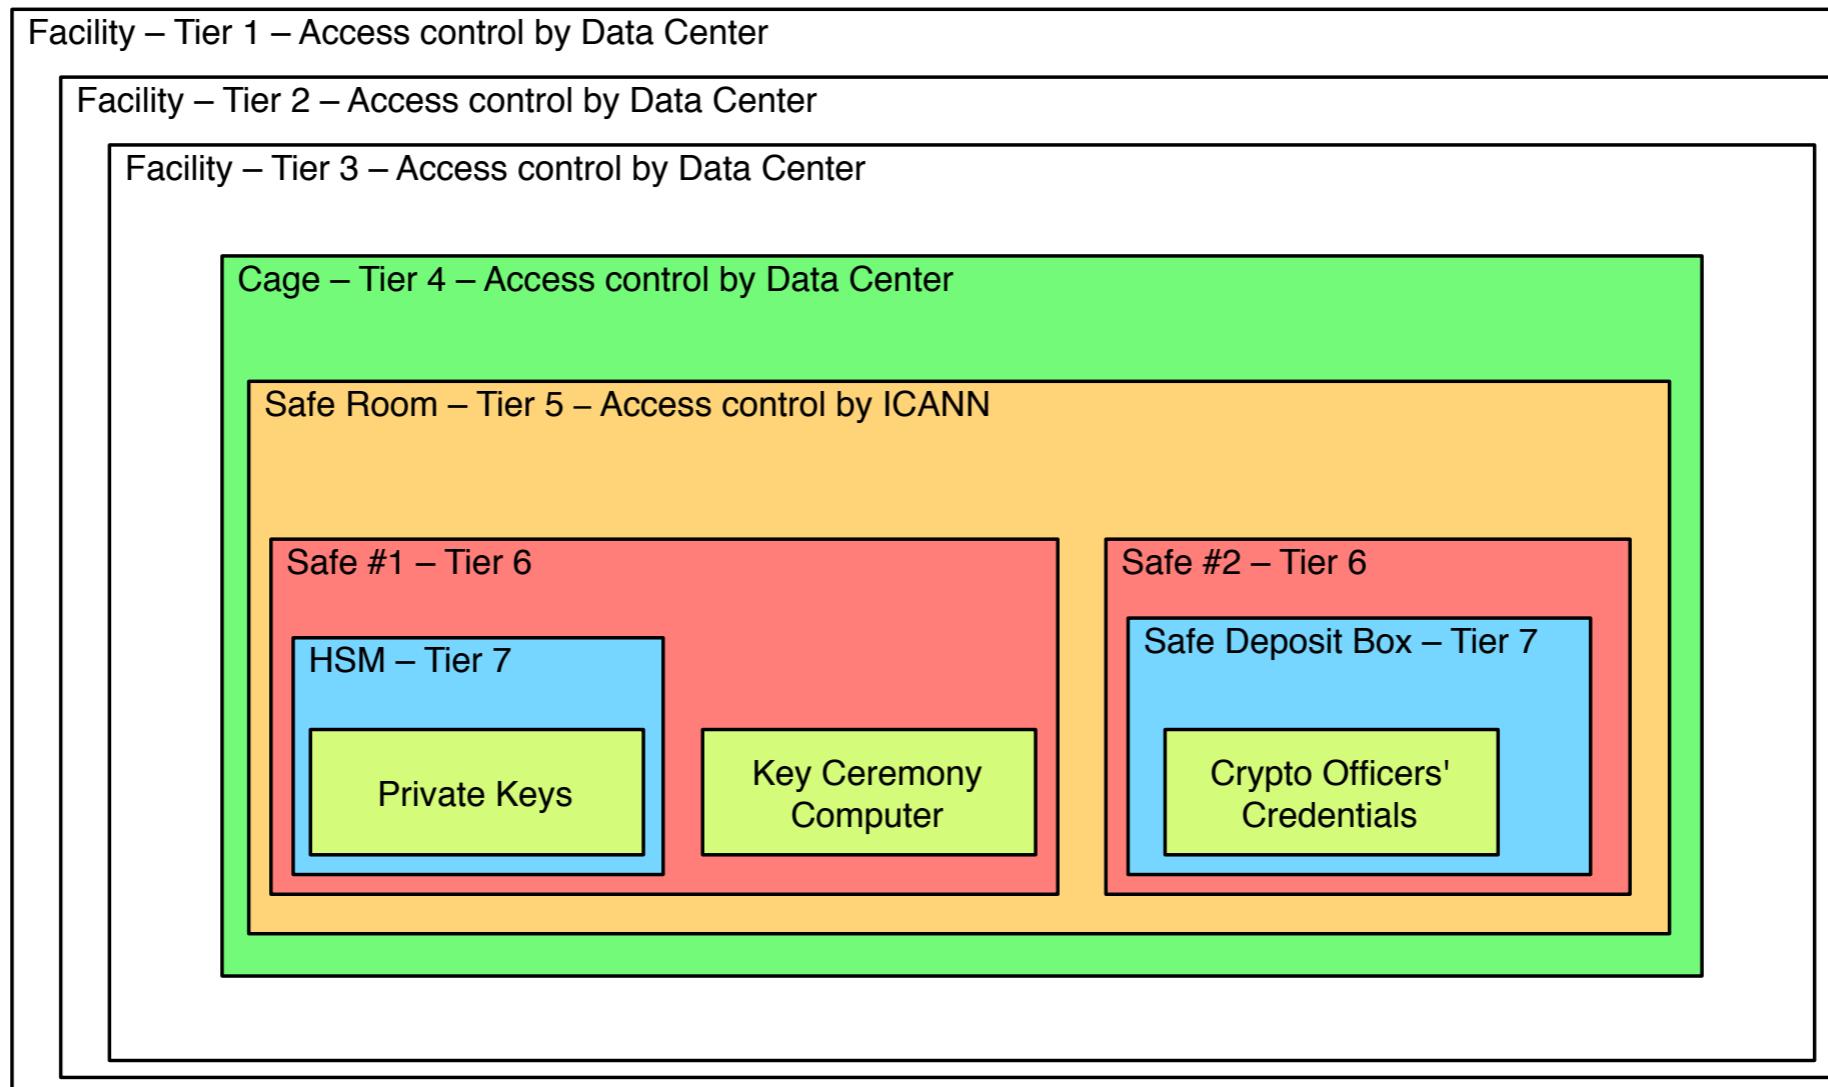 Facility – Tier 1 – Access control by Data Center
Facility – Tier 2 – Access control by Data Center
Facility – Tier 3 – Access control by Data Center
Cage – Tier 4 – Access control by Data Center
Safe Room – Tier 5 – Access control by ICANN
Safe #1 – Tier 6
Safe #2 – Tier 6
HSM – Tier 7
Safe Deposit Box – Tier 7
Private Keys
Key Ceremony
Computer
Crypto Officers'
Credentials